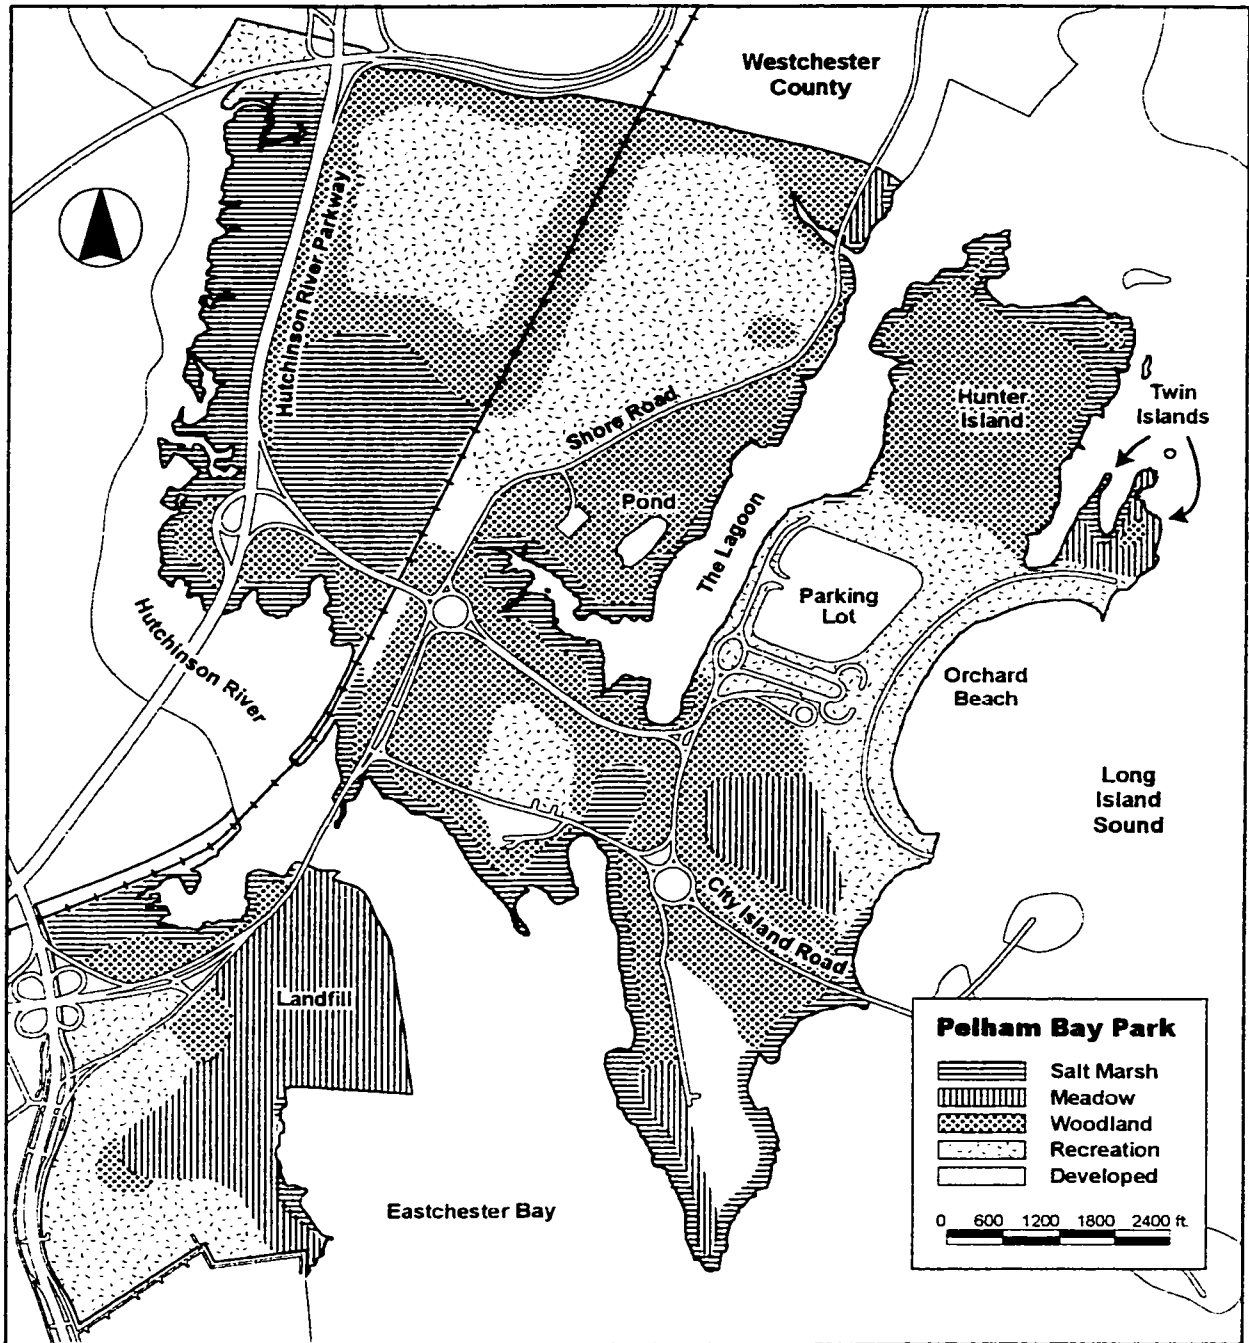 Westchester
County
Hutchinson River Parkway
Shore Road
Hunter
Island
Twin
Islands
Pond
The Lagoon
Parking
Lot
Hutchinson River
Orchard
Beach
Long
Island
Sound
City Island Road
Landfill
Eastchester Bay
Pelham Bay Park
Salt Marsh
Meadow
Woodland
Recreation
Developed
0 600 1200 1800 2400 ft.